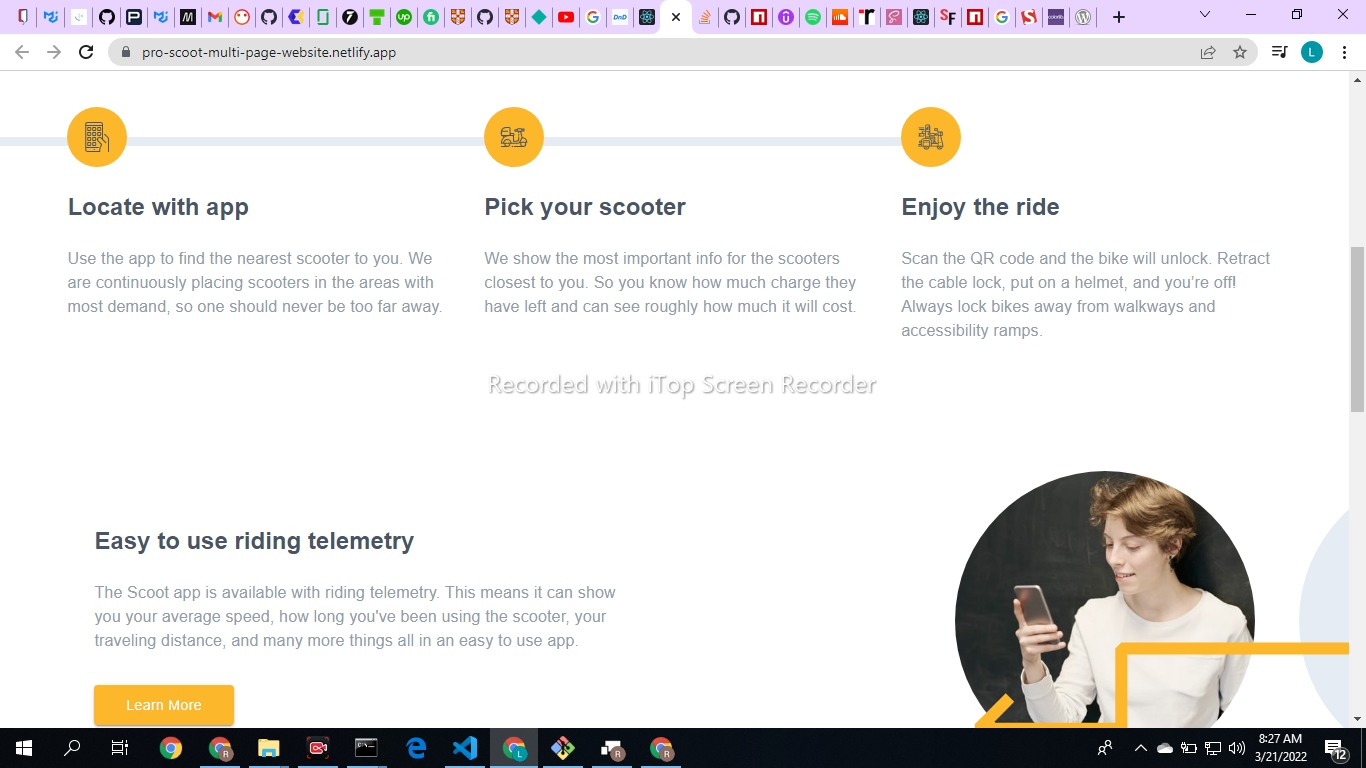 pro-scoot-multi-page-website.netlify.app
L
Locate with app
Use the app to find the nearest scooter to you. We
are continuously placing scooters in the areas with
most demand, so one should never be too far away.
Pick your scooter
We show the most important info for the scooters
closest to you. So you know how much charge they
have left and can see roughly how much it will cost.
Enjoy the ride
Scan the QR code and the bike will unlock. Retract
the cable lock, put on a helmet, and you’re off!
Always lock bikes away from walkways and
accessibility ramps.
Recorded with iTop Screen Recorder
Easy to use riding telemetry
The Scoot app is available with riding telemetry. This means it can show
you your average speed, how long you've been using the scooter, your
traveling distance, and many more things all in an easy to use app.
Learn More
8:27 AM
3/21/2022
12